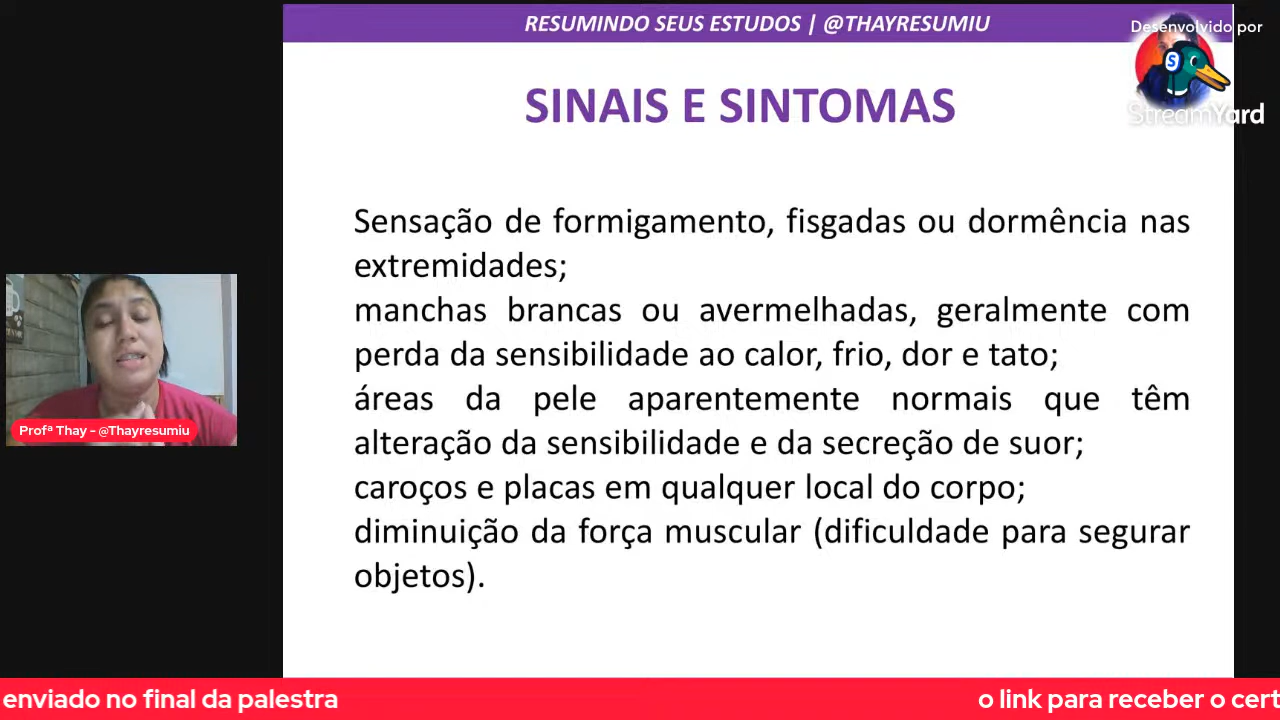 RESUMINDO SEUS ESTUDOS | @THAYRESUMIU
Desenvolvido por
StreamYard
SINAIS E SINTOMAS
Sensação de formigamento, fisgadas ou dormência nas
extremidades;
manchas brancas ou avermelhadas, geralmente com
perda da sensibilidade ao calor, frio, dor e tato;
áreas da pele aparentemente normais que têm
alteração da sensibilidade e da secreção de suor;
caroços e placas em qualquer local do corpo;
diminuição da força muscular (dificuldade para segurar
objetos).
Profª Thay - @Thayresumiu
enviado no final da palestra
o link para receber o cert